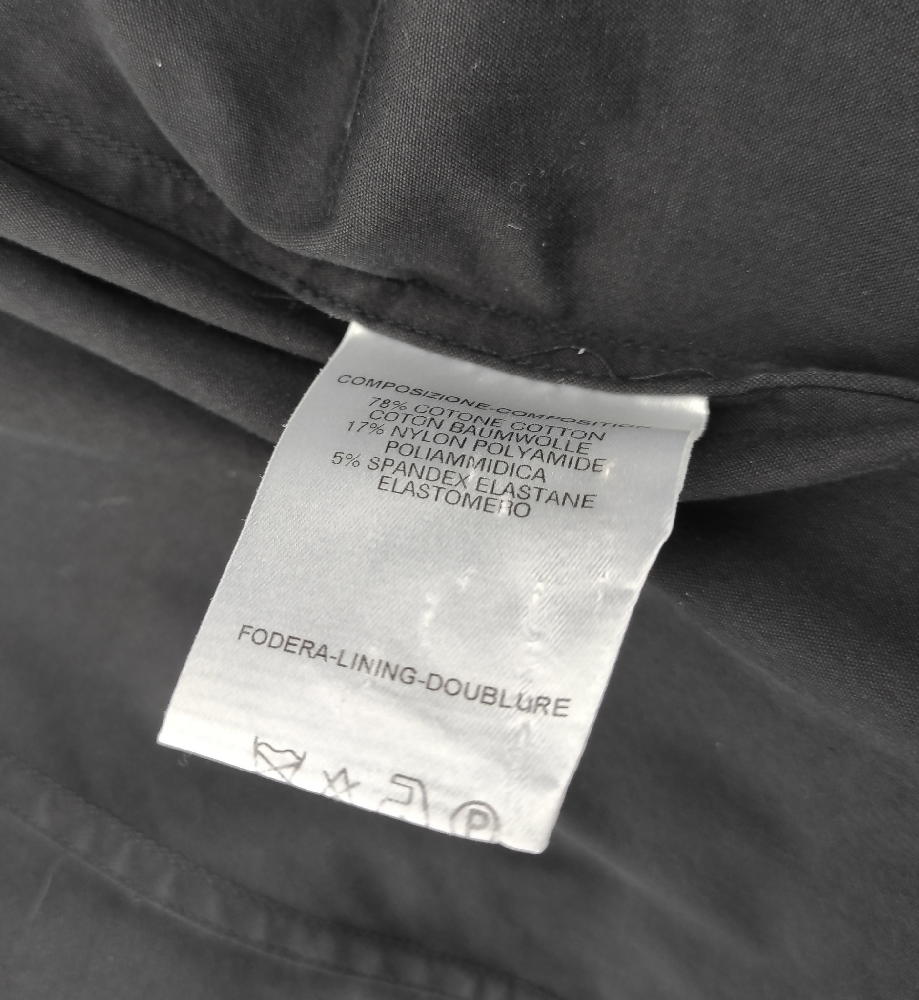 COMPOSIZIONE-COMPOSITION
78% COTONE COTTON
COTON BAUMWOLLE
17% NYLON POLYAMIDE
POLIAMMIDICA
5% SPANDEX ELASTANE
ELASTOMERO
FODERA-LINING-DOUBLURE
P